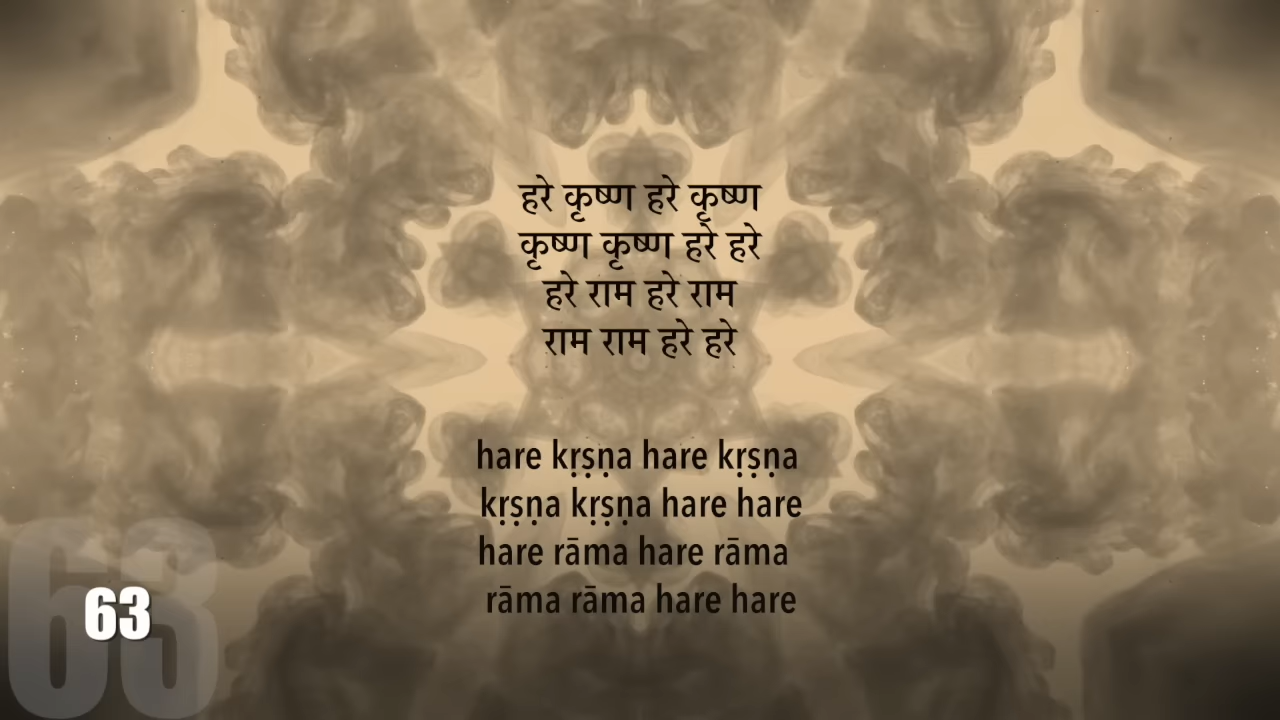 हरे कृष्ण हरे कृष्ण
कृष्ण कृष्ण हरे हरे
हरे राम हरे राम
राम राम हरे हरे
hare kṛṣṇa hare kṛṣṇa
kṛṣṇa kṛṣṇa hare hare
hare rāma hare rāma
rāma rāma hare hare
63
63